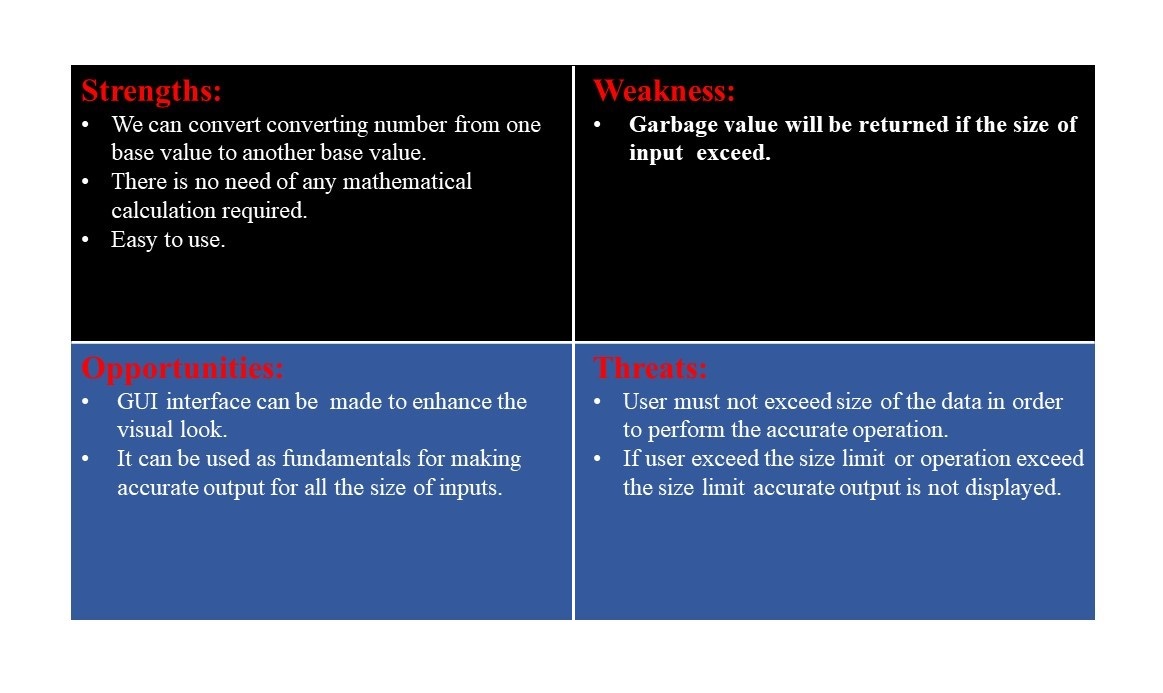 Strengths:
• We can convert converting number from one
base value to another base value.
• There is no need of any mathematical
calculation required.
• Easy to use.
Weakness:
• Garbage value will be returned if the size of
input exceed.
Opportunities:
• GUI interface can be made to enhance the
visual look.
• It can be used as fundamentals for making
accurate output for all the size of inputs.
Threats:
• User must not exceed size of the data in order
to perform the accurate operation.
• If user exceed the size limit or operation exceed
the size limit accurate output is not displayed.